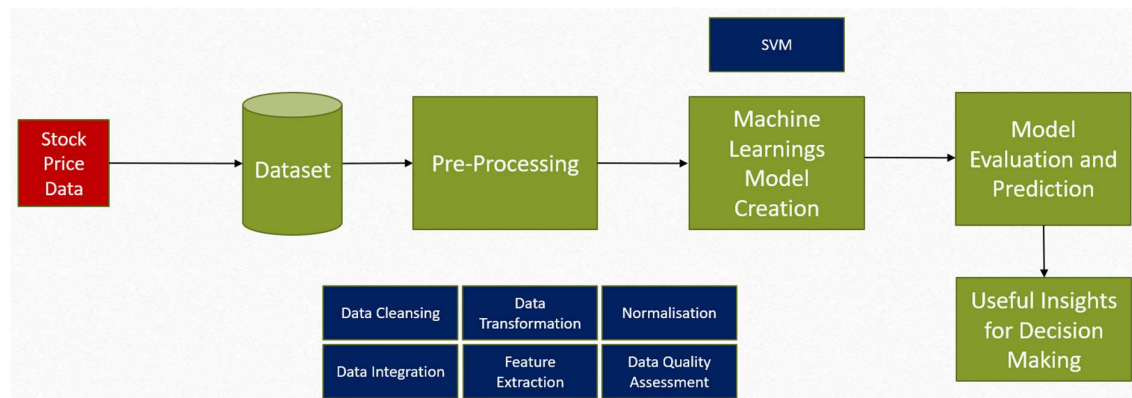 SVM
Stock
Price
Data
Dataset
Pre-Processing
Machine
Learnings
Model
Creation
Model
Evaluation and
Prediction
Data Cleansing
Data
Transformation
Normalisation
Data Integration
Feature
Extraction
Data Quality
Assessment
Useful Insights
for Decision
Making